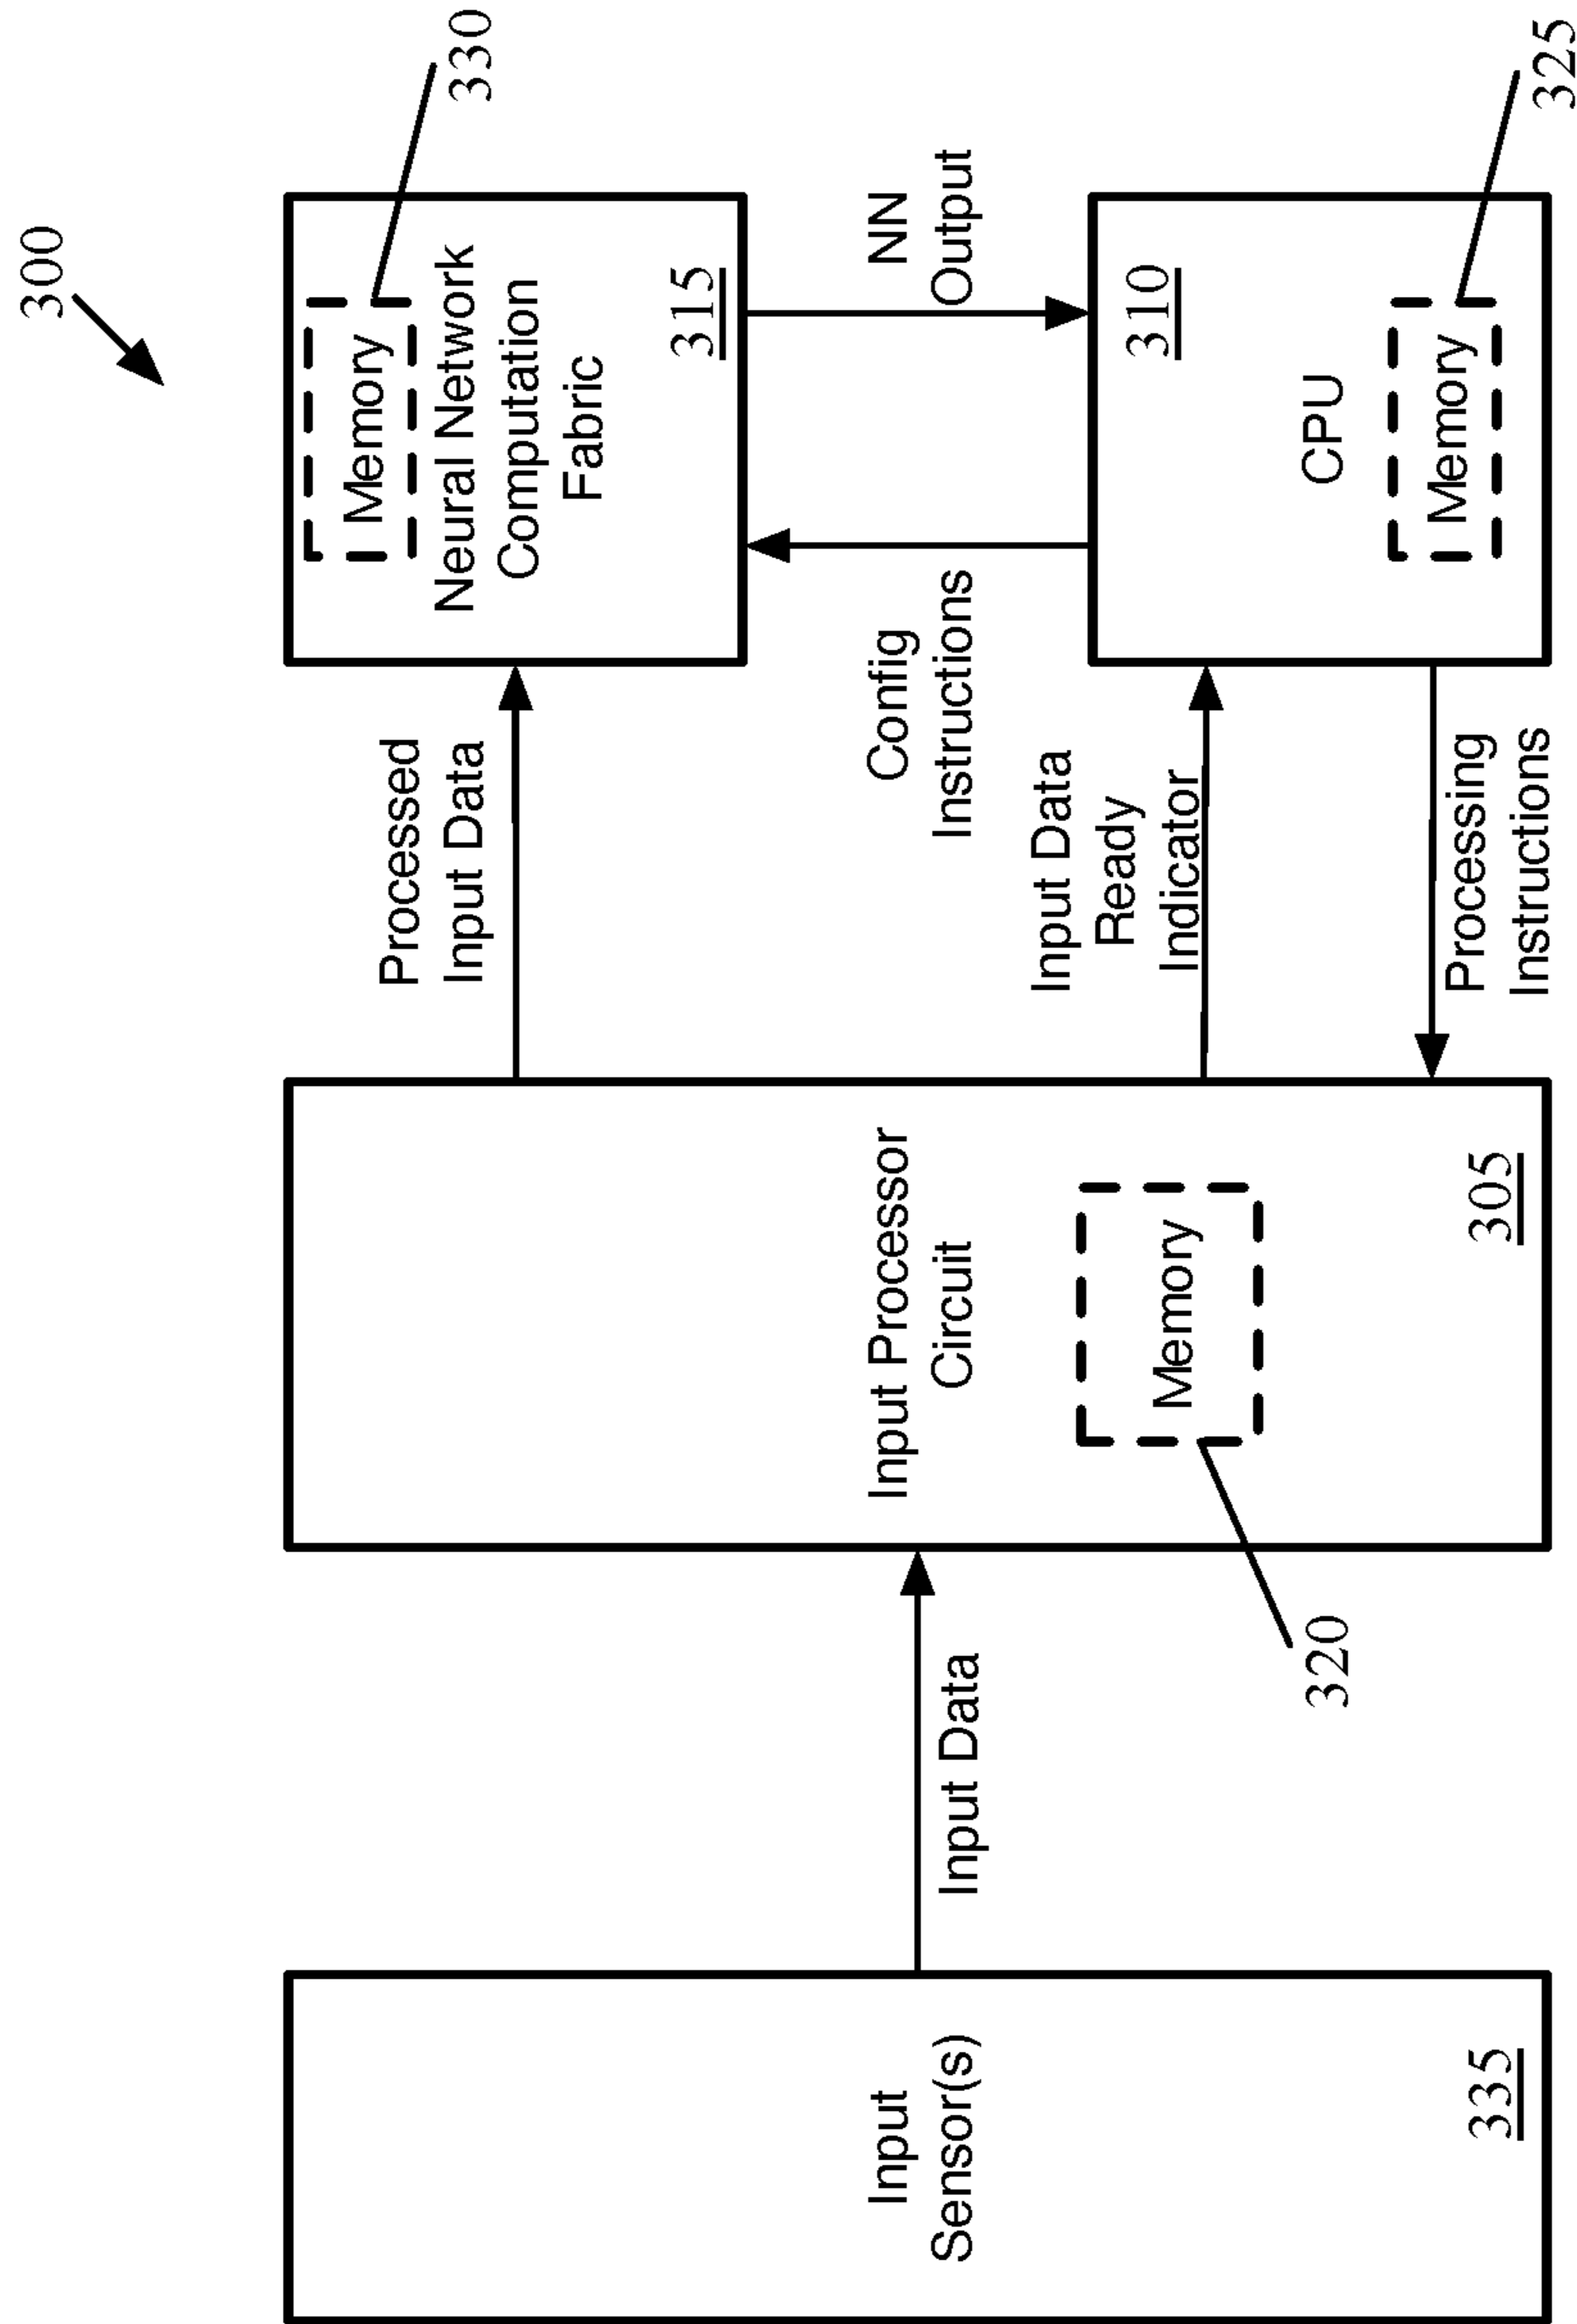 300
Input
Sensor(s)
335
Input Data
Input Processor
Circuit
Memory
320
305
Processed
Input Data
Input Data
Ready
Indicator
Processing
Instructions
Memory
330
Neural Network
Computation
Fabric
315
Config
Instructions
NN
Output
310
CPU
Memory
325